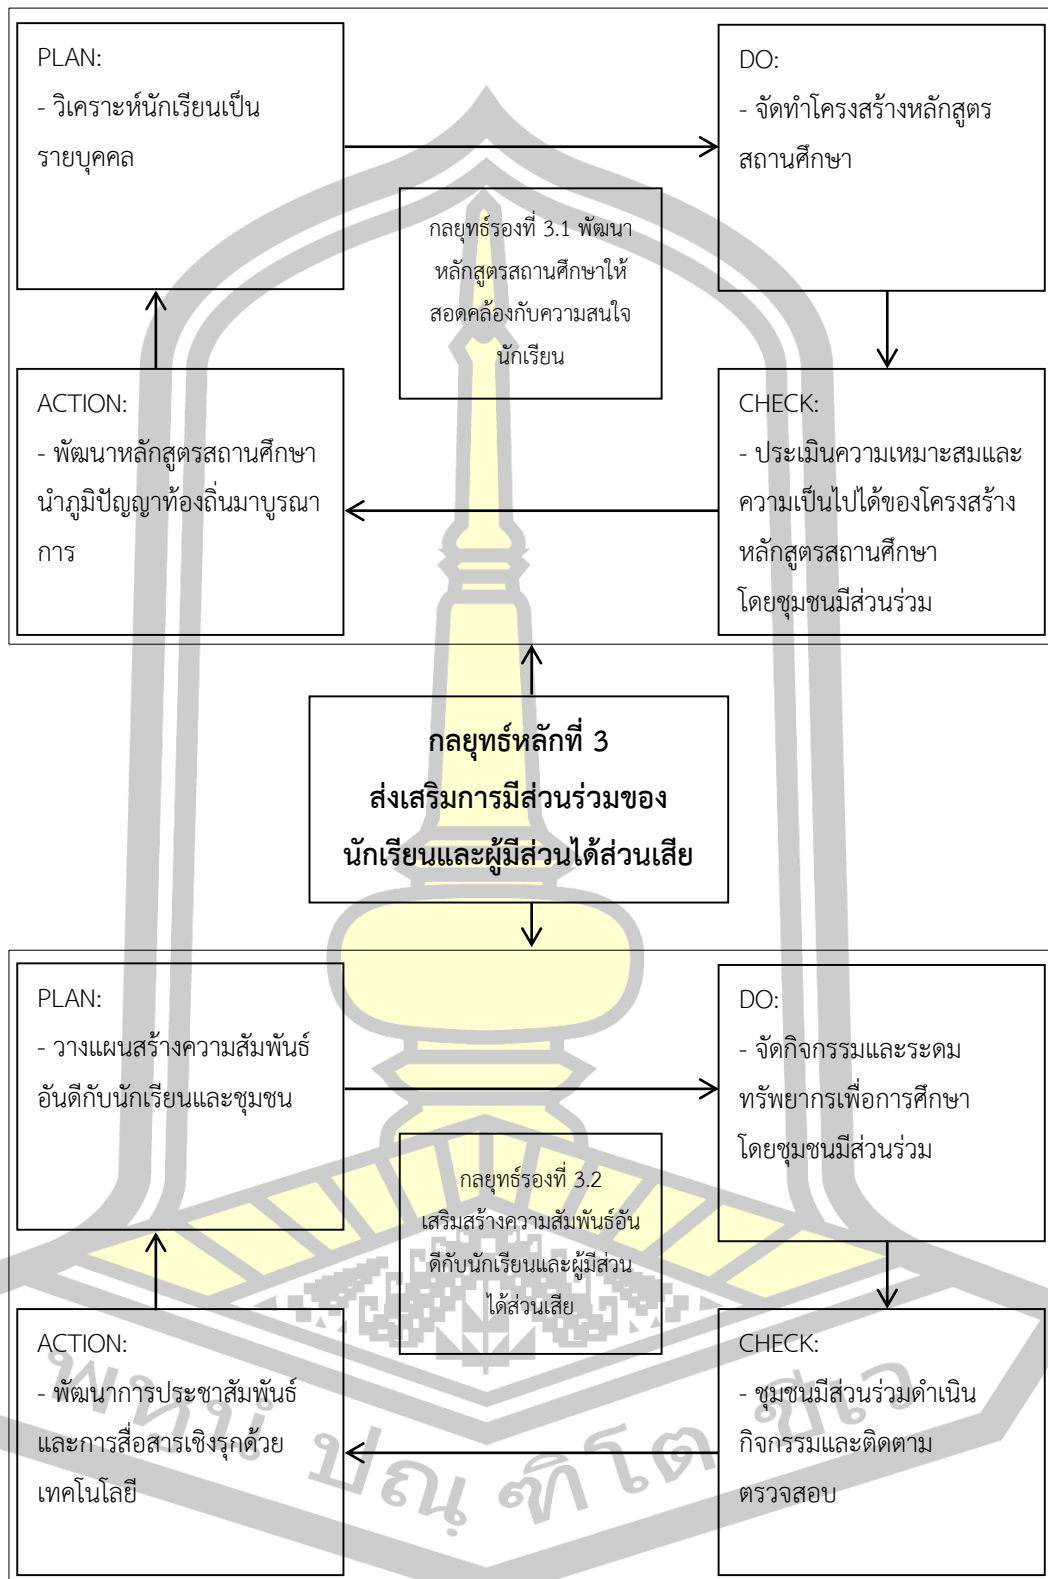 PLAN:
- วิเคราะห์นักเรียนเป็น
รายบุคคล
DO:
- จัดทำโครงสร้างหลักสูตร
สถานศึกษา
กลยุทธ์รองที่ 3.1 พัฒนา
หลักสูตรสถานศึกษาให้
สอดคล้องกับความสนใจ
นักเรียน
ACTION:
- พัฒนาหลักสูตรสถานศึกษา
นำภูมิปัญญาท้องถิ่นมาบูรณา
การ
CHECK:
- ประเมินความเหมาะสมและ
ความเป็นไปได้ของโครงสร้าง
หลักสูตรสถานศึกษา
โดยชุมชนมีส่วนร่วม
กลยุทธ์หลักที่ 3
ส่งเสริมการมีส่วนร่วมของ
นักเรียนและผู้มีส่วนได้ส่วนเสีย
PLAN:
- วางแผนสร้างความสัมพันธ์
อันดีกับนักเรียนและชุมชน
DO:
- จัดกิจกรรมและระดม
ทรัพยากรเพื่อการศึกษา
โดยชุมชนมีส่วนร่วม
กลยุทธ์รองที่ 3.2
เสริมสร้างความสัมพันธ์อัน
ดีกับนักเรียนและผู้มีส่วน
ได้ส่วนเสีย
ACTION:
- พัฒนาการประชาสัมพันธ์
และการสื่อสารเชิงรุกด้วย
เทคโนโลยี
CHECK:
- ชุมชนมีส่วนร่วมดำเนิน
กิจกรรมและติดตาม
ตรวจสอบ
พหุนํ ปณฺฑิโต ชีเว